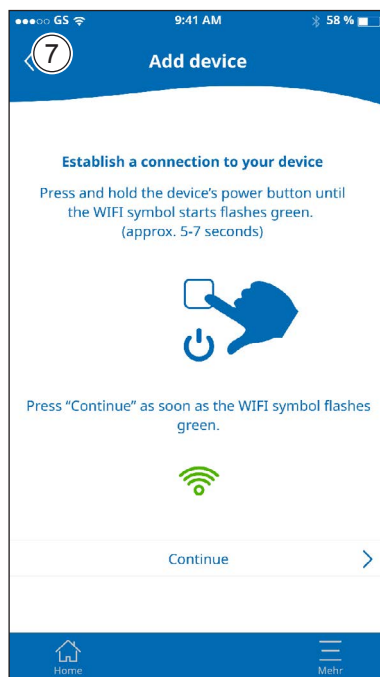 GS 9:41 AM 58 %
7
Add device
Establish a connection to your device
Press and hold the device's power button until
the WIFI symbol starts flashes green.
(approx. 5-7 seconds)
Press “Continue” as soon as the WIFI symbol flashes
green.
Continue
Home Mehr